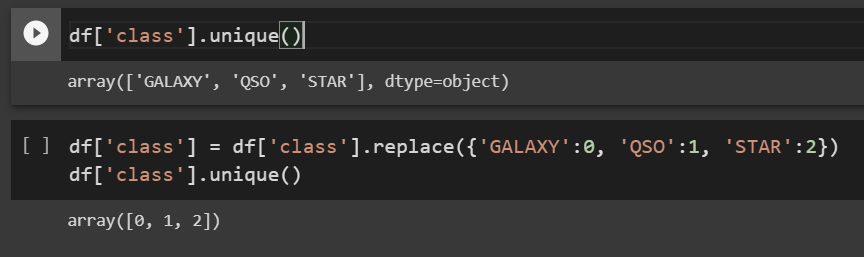 df['class'].unique()
array(['GALAXY', 'QSO', 'STAR'], dtype=object)
[ ] df['class'] = df['class'].replace({'GALAXY':0, 'QSO':1, 'STAR':2})
df['class'].unique()
array([0, 1, 2])